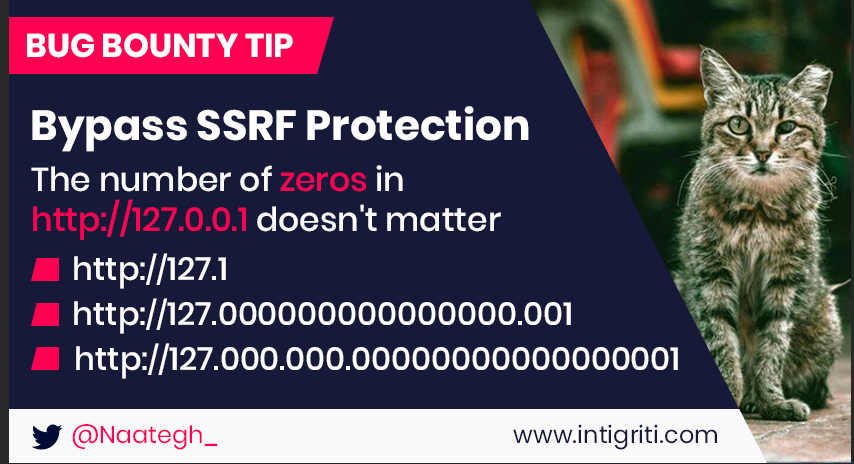 BUG BOUNTY TIP
Bypass SSRF Protection
The number of zeros in
http://127.0.0.1 doesn't matter
http://127.1
http://127.000000000000000.001
http://127.000.000.00000000000000001
@Naategh_
www.intigriti.com